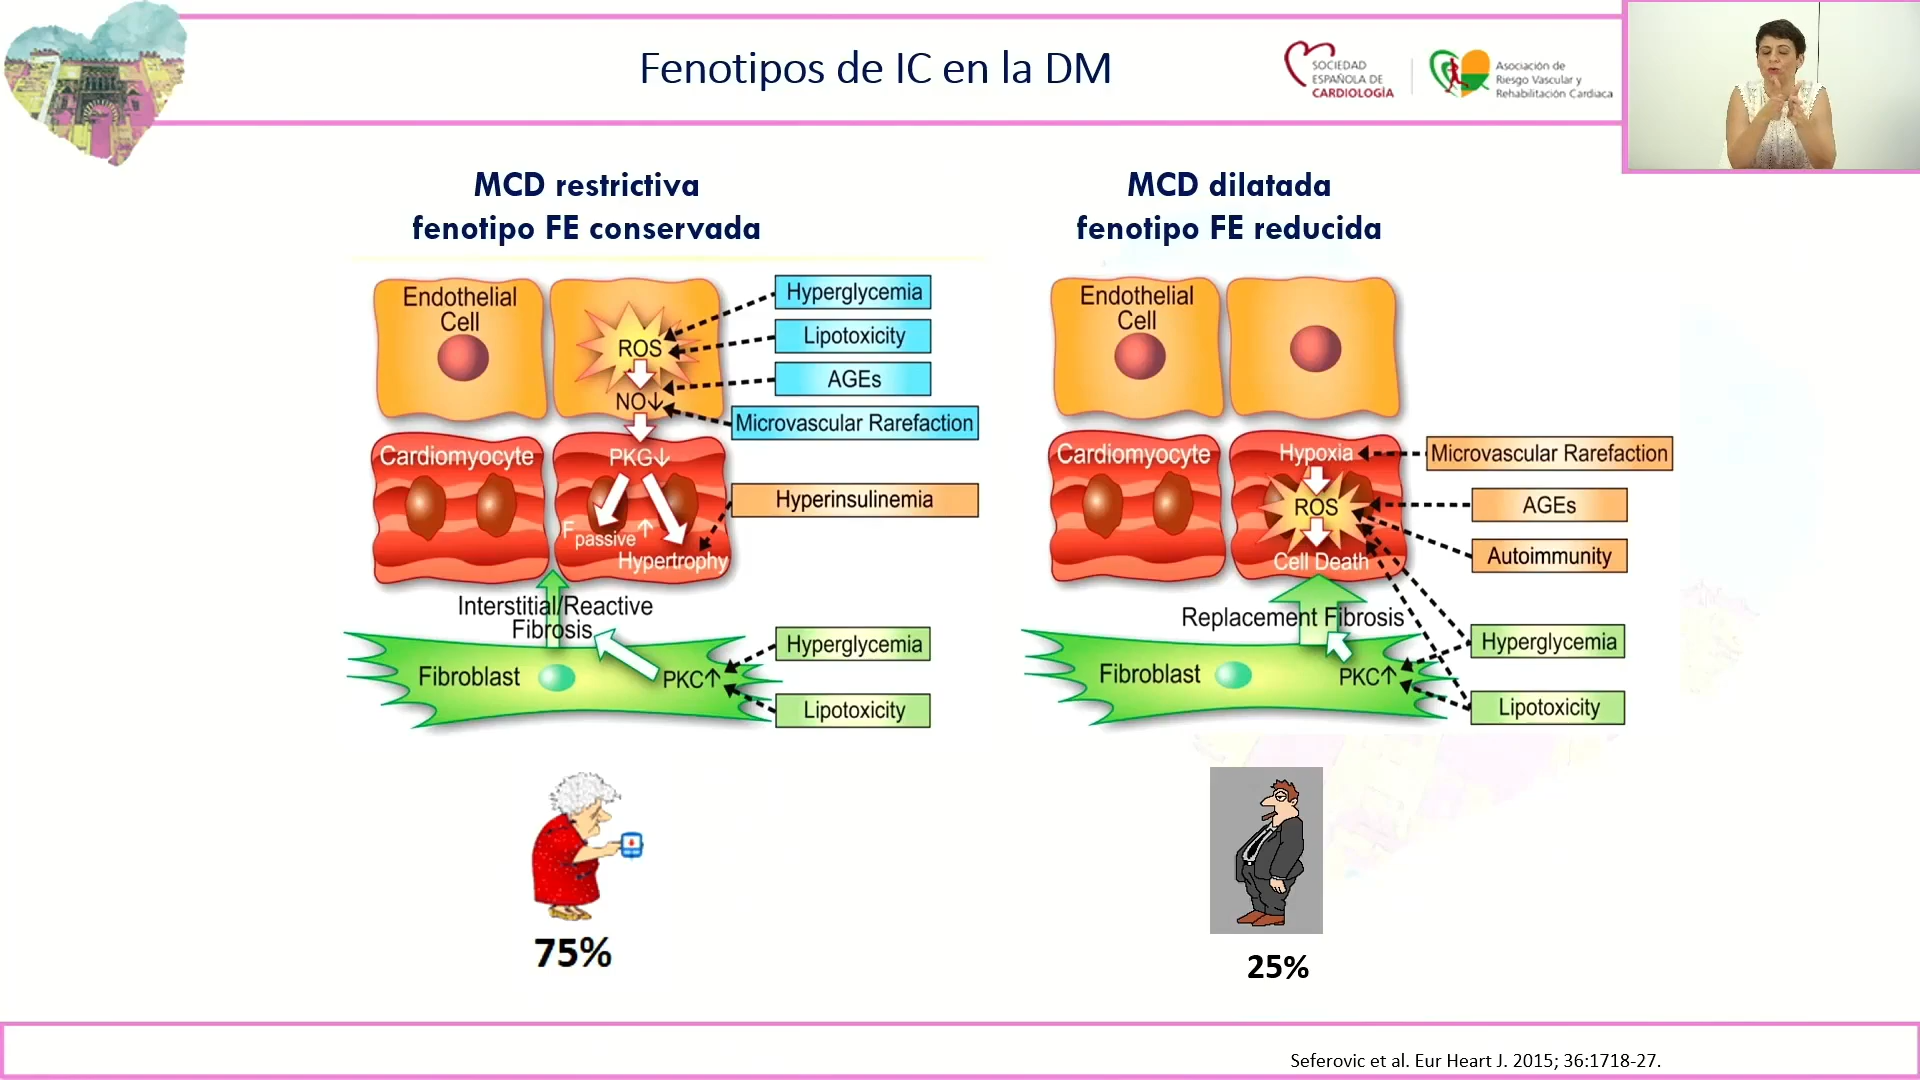 Fenotipos de IC en la DM
SOCIEDAD
ESPAÑOLA DE
CARDIOLOGÍA
Asociación de
Riesgo Vascular y
Rehabilitación Cardiaca
MCD restrictiva
fenotipo FE conservada
Endothelial
Cell
ROS
NO↓
Hyperglycemia
Lipotoxicity
AGEs
Microvascular Rarefaction
Cardiomyocyte
PKG↓
F passive ↑
Hypertrophy
Hyperinsulinemia
Interstitial/Reactive
Fibrosis
Fibroblast
PKC↑
Hyperglycemia
Lipotoxicity
75%
MCD dilatada
fenotipo FE reducida
Endothelial
Cell
Cardiomyocyte
Hypoxia
ROS
Cell Death
Microvascular Rarefaction
AGEs
Autoimmunity
Replacement Fibrosis
Fibroblast
PKC↑
Hyperglycemia
Lipotoxicity
25%
Seferovic et al. Eur Heart J. 2015; 36:1718-27.